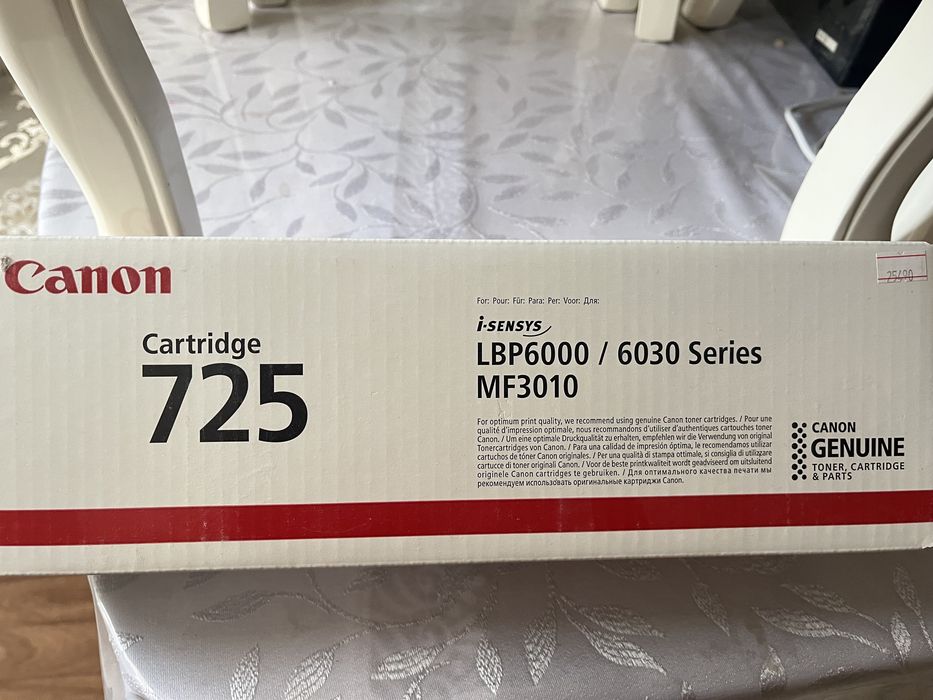 Canon
25490
Cartridge
725
For: Pour: Für: Para: Per: Voor: Для:
i-SENSYS
LBP6000 / 6030 Series
MF3010
For optimum print quality, we recommend using genuine Canon toner cartridges. / Pour une
qualité d'impression optimale, nous recommandons d'utiliser d'authentiques cartouches toner
Canon. / Um eine optimale Druckqualität zu erhalten, empfehlen wir die Verwendung von original
Tonercartridges von Canon. / Para una calidad de impresión óptima, le recomendamos utilizar
cartuchos de tóner Canon originales. / Per una qualità di stampa ottimale, si consiglia di utilizzare
cartucce di toner originali Canon. / Voor de beste printkwaliteit wordt geadviseerd om uitsluitend
originele Canon cartridges te gebruiken. / Для оптимального качества печати мы
рекомендуем использовать оригинальные картриджи Canon.
CANON
GENUINE
TONER, CARTRIDGE
& PARTS